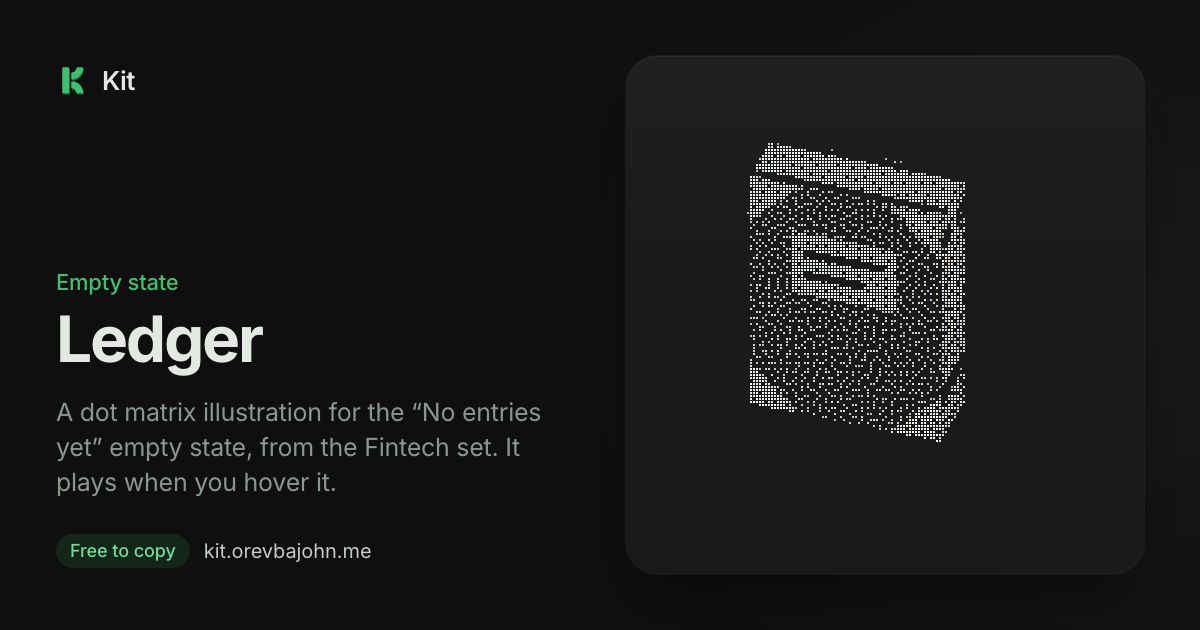 Kit
Empty state
Ledger
A dot matrix illustration for the “No entries
yet” empty state, from the Fintech set. It
plays when you hover it.
Free to copy
kit.orevbajohn.me